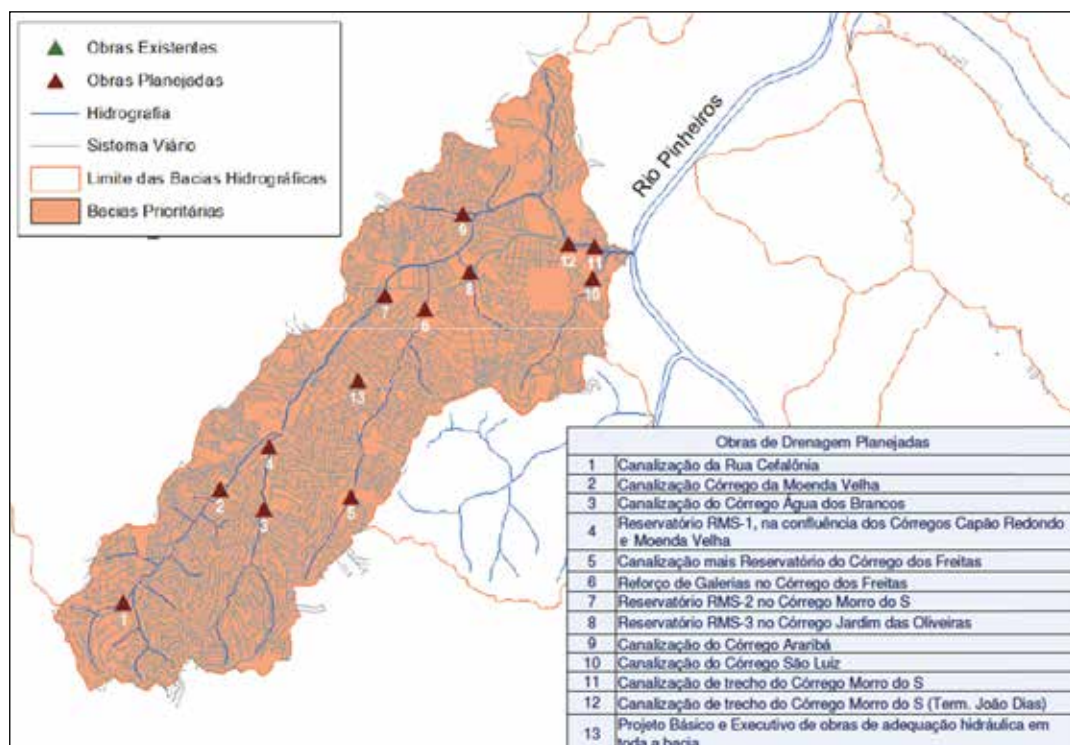 Obras Existentes
Obras Planejadas
Hidrografia
Sistema Viário
Limite das Bacias Hidrográficas
Bacias Prioritárias
Rio Pinheiros
9
12
11
8
10
7
6
13
4
2
3
5
1
Obras de Drenagem Planejadas
1 Canalização da Rua Cefalônia
2 Canalização Córrego da Moenda Velha
3 Canalização do Córrego Água dos Brancos
4 Reservatório RMS-1, na confluência dos Córregos Capão Redondo
e Moenda Velha
5 Canalização mais Reservatório do Córrego dos Freitas
6 Reforço de Galerias no Córrego dos Freitas
7 Reservatório RMS-2 no Córrego Morro do S
8 Reservatório RMS-3 no Córrego Jardim das Oliveiras
9 Canalização do Córrego Araribá
10 Canalização do Córrego São Luiz
11 Canalização de trecho do Córrego Morro do S
12 Canalização de trecho do Córrego Morro do S (Term. João Dias)
13 Projeto Básico e Executivo de obras de adequação hidráulica em
toda a bacia